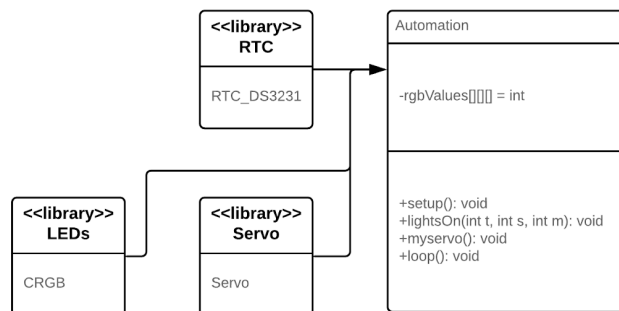 <<library>>
RTC
RTC_DS3231
Automation
-rgbValues[][][] = int
+setup(): void
+lightsOn(int t, int s, int m): void
+myservo(): void
+loop(): void
<<library>>
LEDs
CRGB
<<library>>
Servo
Servo